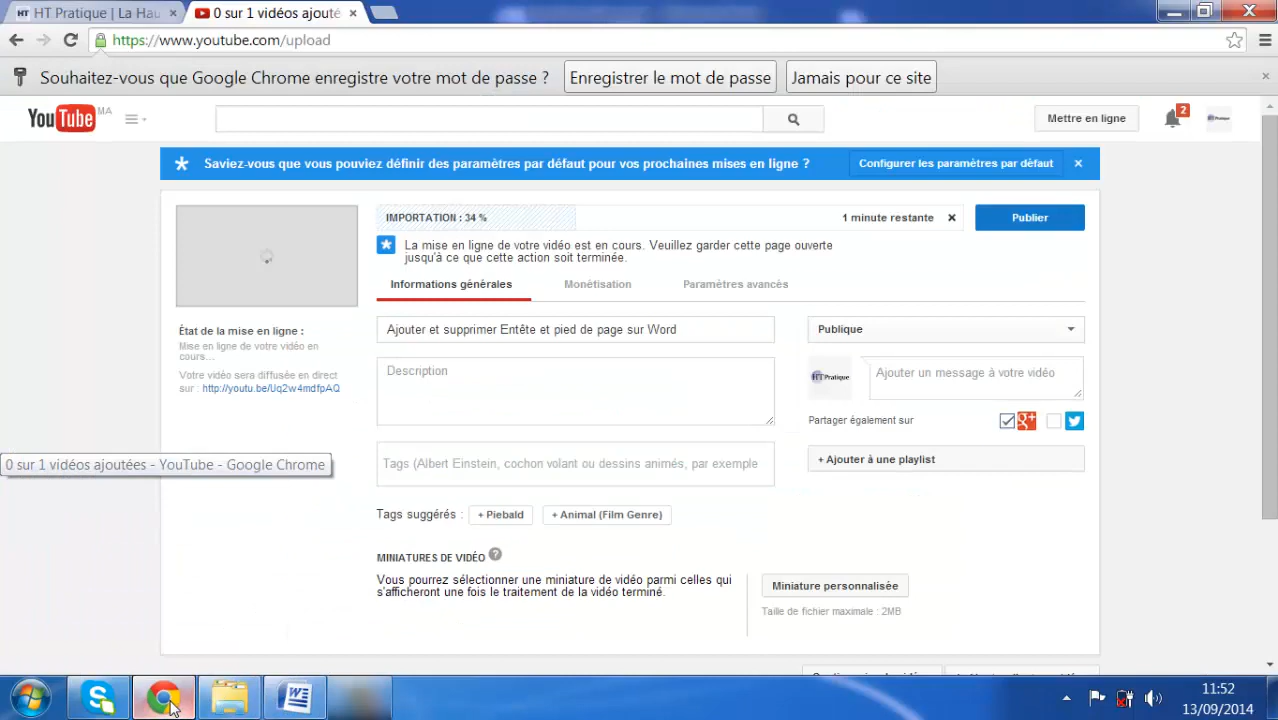 HT Pratique | La Hau
0 sur 1 vidéos ajouté
https://www.youtube.com/upload
Souhaitez-vous que Google Chrome enregistre votre mot de passe ? Enregistrer le mot de passe Jamais pour ce site
YouTube MA
Mettre en ligne
2
HT Pratique
Saviez-vous que vous pouviez définir des paramètres par défaut pour vos prochaines mises en ligne ? Configurer les paramètres par défaut
IMPORTATION : 34 % 1 minute restante
Publier
La mise en ligne de votre vidéo est en cours. Veuillez garder cette page ouverte
jusqu'à ce que cette action soit terminée.
Informations générales Monétisation Paramètres avancés
État de la mise en ligne :
Mise en ligne de votre vidéo en
cours...
Votre vidéo sera diffusée en direct
sur : http://youtu.be/Uq2w4mdfpAQ
Ajouter et supprimer Entête et pied de page sur Word
Publique
Description
HT Pratique
Ajouter un message à votre vidéo
Partager également sur
g+
Tags (Albert Einstein, cochon volant ou dessins animés, par exemple
+ Ajouter à une playlist
0 sur 1 vidéos ajoutées - YouTube - Google Chrome
Tags suggérés : + Piebald + Animal (Film Genre)
MINIATURES DE VIDÉO ?
Vous pourrez sélectionner une miniature de vidéo parmi celles qui
s'afficheront une fois le traitement de la vidéo terminé.
Miniature personnalisée
Taille de fichier maximale : 2MB
11:52
13/09/2014